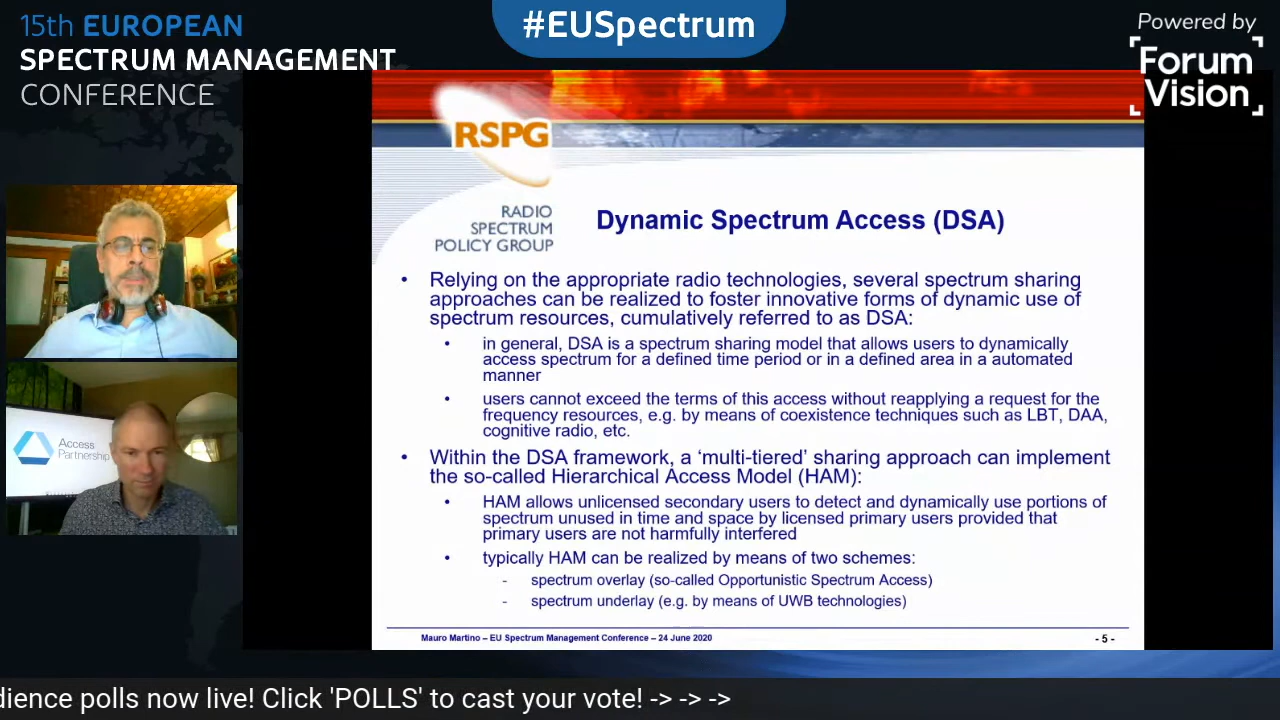 15th EUROPEAN
SPECTRUM MANAGEMENT
CONFERENCE
#EUSpectrum
Powered by
Forum
Vision
RSPG
RADIO
SPECTRUM
POLICY GROUP
Dynamic Spectrum Access (DSA)
• Relying on the appropriate radio technologies, several spectrum sharing
approaches can be realized to foster innovative forms of dynamic use of
spectrum resources, cumulatively referred to as DSA:
• in general, DSA is a spectrum sharing model that allows users to dynamically
access spectrum for a defined time period or in a defined area in a automated
manner
• users cannot exceed the terms of this access without reapplying a request for the
frequency resources, e.g. by means of coexistence techniques such as LBT, DAA,
cognitive radio, etc.
• Within the DSA framework, a ‘multi-tiered’ sharing approach can implement
the so-called Hierarchical Access Model (HAM):
• HAM allows unlicensed secondary users to detect and dynamically use portions of
spectrum unused in time and space by licensed primary users provided that
primary users are not harmfully interfered
• typically HAM can be realized by means of two schemes:
- spectrum overlay (so-called Opportunistic Spectrum Access)
- spectrum underlay (e.g. by means of UWB technologies)
Mauro Martino – EU Spectrum Management Conference – 24 June 2020
- 5 -
Access
Partnership
dience polls now live! Click 'POLLS' to cast your vote! -> -> ->